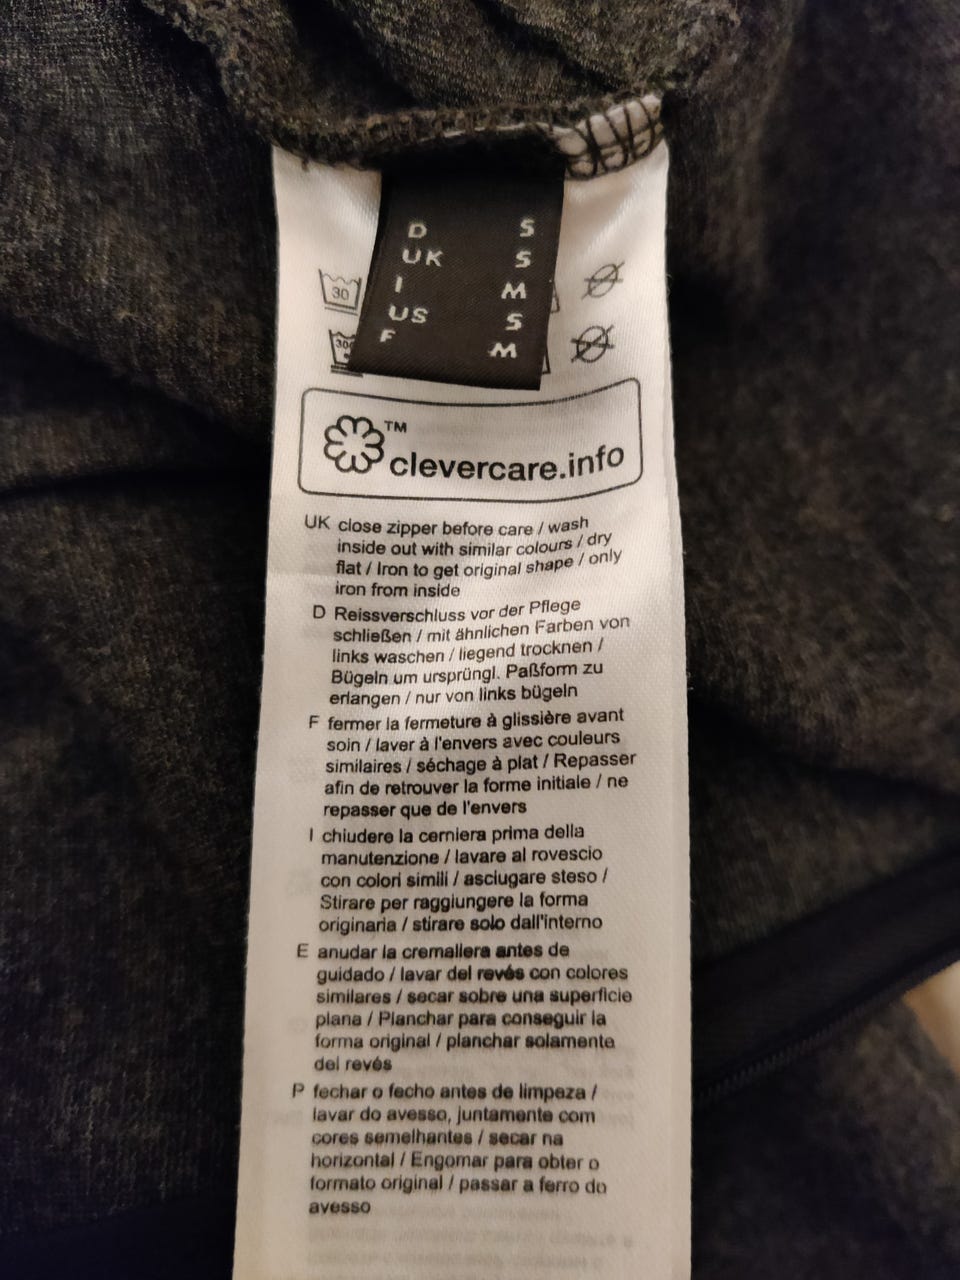 D S
UK S
I M
US S
F M
30
30
™
clevercare.info
UK close zipper before care / wash
inside out with similar colours / dry
flat / Iron to get original shape / only
iron from inside
D Reissverschluss vor der Pflege
schließen / mit ähnlichen Farben von
links waschen / liegend trocknen /
Bügeln um ursprüngl. Paßform zu
erlangen / nur von links bügeln
F fermer la fermeture à glissière avant
soin / laver à l'envers avec couleurs
similaires / séchage à plat / Repasser
afin de retrouver la forme initiale / ne
repasser que de l'envers
I chiudere la cerniera prima della
manutenzione / lavare al rovescio
con colori simili / asciugare steso /
Stirare per raggiungere la forma
originaria / stirare solo dall'interno
E anudar la cremallera antes de
guidado / lavar del revés con colores
similares / secar sobre una superficie
plana / Planchar para conseguir la
forma original / planchar solamente
del revés
P fechar o fecho antes de limpeza /
lavar do avesso, juntamente com
cores semelhantes / secar na
horizontal / Engomar para obter o
formato original / passar a ferro do
avesso